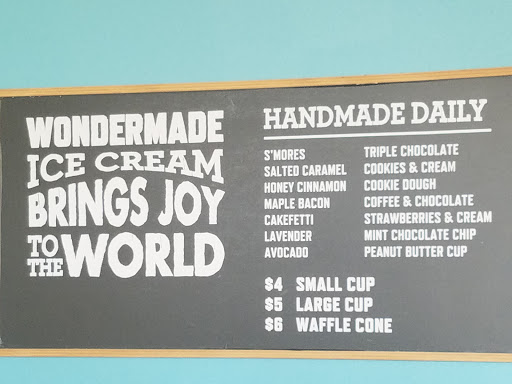 WONDERMADE
ICE CREAM
BRINGS JOY
TO THE WORLD
HANDMADE DAILY
S'MORES
SALTED CARAMEL
HONEY CINNAMON
MAPLE BACON
CAKEFETTI
LAVENDER
AVOCADO
TRIPLE CHOCOLATE
COOKIES & CREAM
COOKIE DOUGH
COFFEE & CHOCOLATE
STRAWBERRIES & CREAM
MINT CHOCOLATE CHIP
PEANUT BUTTER CUP
$4 SMALL CUP
$5 LARGE CUP
$6 WAFFLE CONE